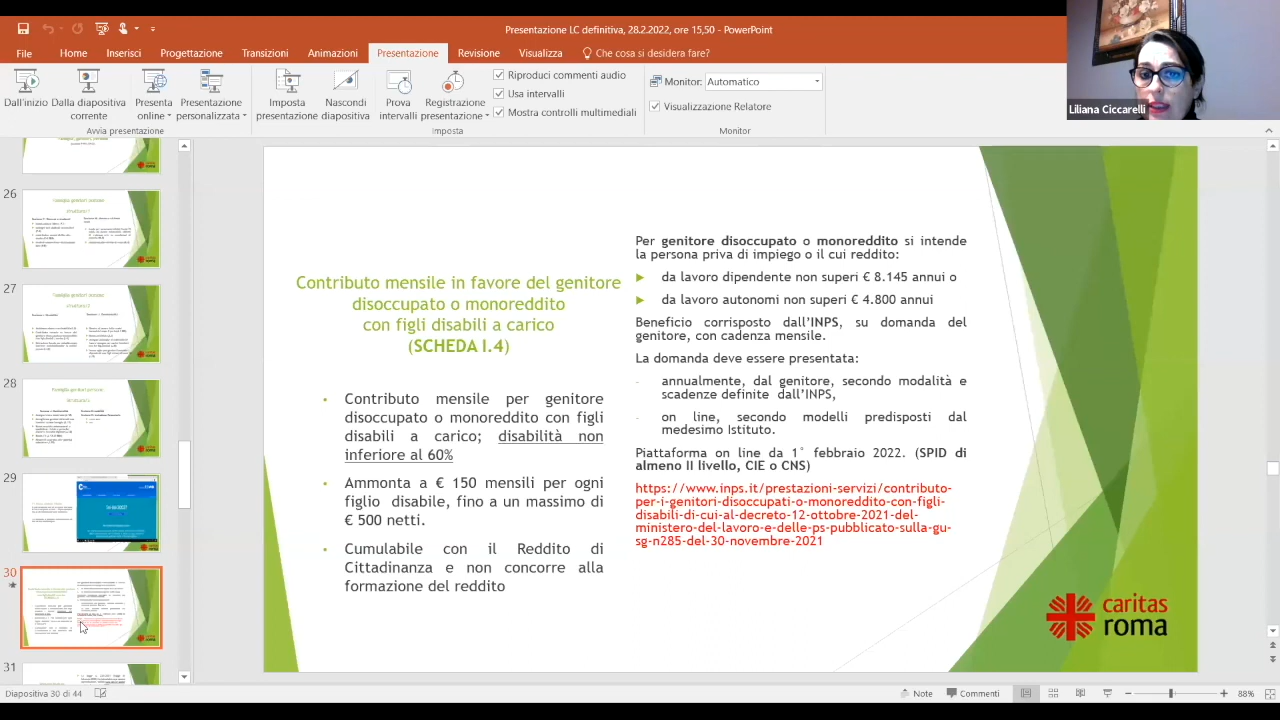 Presentazione LC definitiva, 28.2.2022, ore 15,50 - PowerPoint
File Home Inserisci Progettazione Transizioni Animazioni Presentazione Revisione Visualizza Che cosa si desidera fare?
Dall'inizio
Dalla diapositiva
corrente
Presenta
online
Presentazione
personalizzata
Avvia presentazione
Imposta
presentazione
Nascondi
diapositiva
Prova
intervalli
Registrazione
presentazione
Riproduci commenti audio
Usa intervalli
Mostra controlli multimediali
Imposta
Monitor: Automatico
Visualizzazione Relatore
Monitor
Liliana Ciccarelli
26
27
28
29
30
31
Contributo mensile in favore del genitore
disoccupato o monoreddito
con figli disabili a carico
(SCHEDA1.4)
Contributo mensile per genitore
disoccupato o monoreddito con figli
disabili a carico; disabilità non
inferiore al 60%
Ammonta a € 150 mensili per ogni
figlio disabile, fino a un massimo di
€ 500 netti.
Cumulabile con il Reddito di
Cittadinanza e non concorre alla
formazione del reddito
Per genitore disoccupato o monoreddito si intende
la persona priva di impiego o il cui reddito:
da lavoro dipendente non superi € 8.145 annui o
da lavoro autonomi non superi € 4.800 annui
Beneficio corrisposto dall'INPS, su domanda del
genitore, con cadenza mensile.
La domanda deve essere presentata:
- annualmente, dal genitore, secondo modalità e
scadenze definite dall'INPS,
- on line, secondo modelli predisposti dal
medesimo Istituto.
Piattaforma on line da 1° febbraio 2022. (SPID di
almeno II livello, CIE o CNS)
https://www.inps.it/prestazioni-servizi/contributo-
per-i-genitori-disoccupati-o-monoreddito-con-figli-
disabili-di-cui-al-decreto-12-ottobre-2021-del-
ministero-del-lavoro-e-delle-ps-pubblicato-sulla-gu-
sg-n285-del-30-novembre-2021
caritas
roma
Diapositiva 30 di 44
Note Commenti 88%